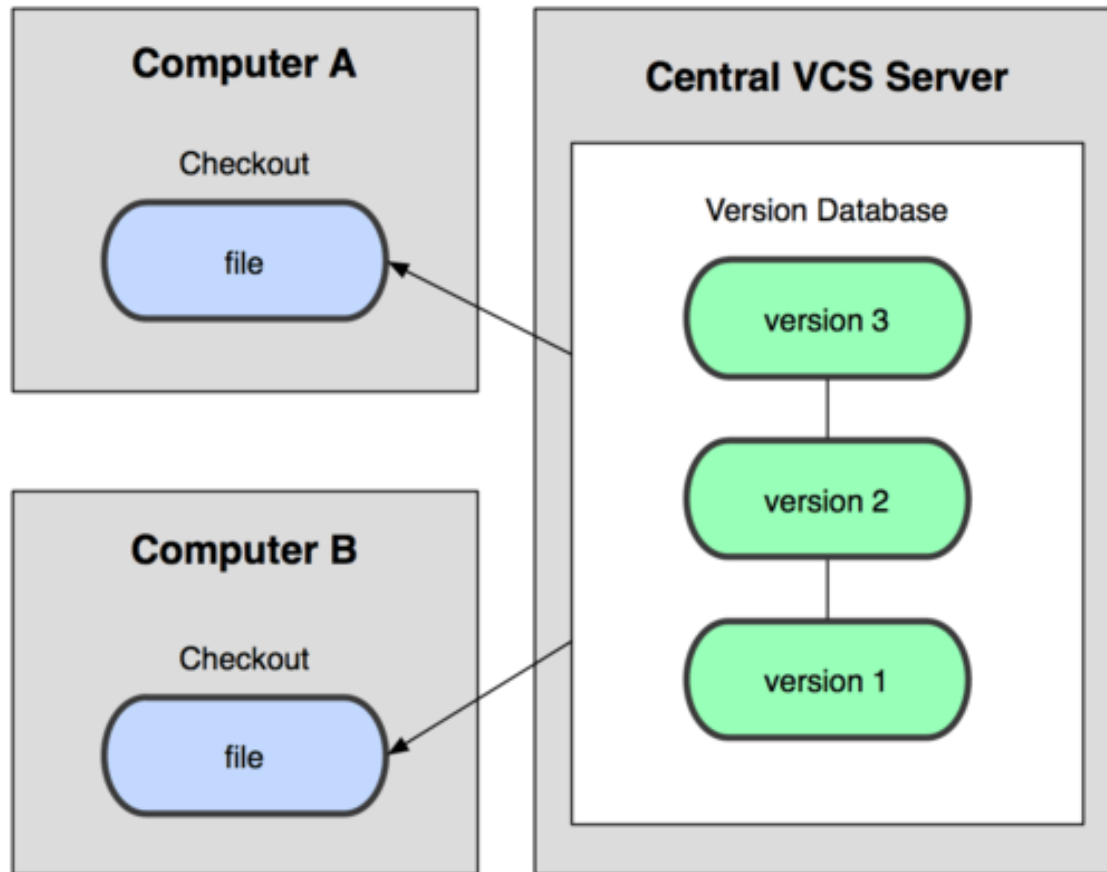 Computer A
Checkout
file
Computer B
Checkout
file
Central VCS Server
Version Database
version 3
version 2
version 1